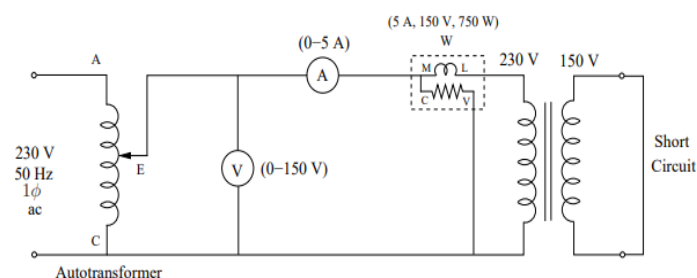 (5 A, 150 V, 750 W)
W
(0–5 A)
A
M L
230 V 150 V
A
C V
230 V
50 Hz
1ϕ
ac
E
V
(0–150 V)
Short
Circuit
C
Autotransformer